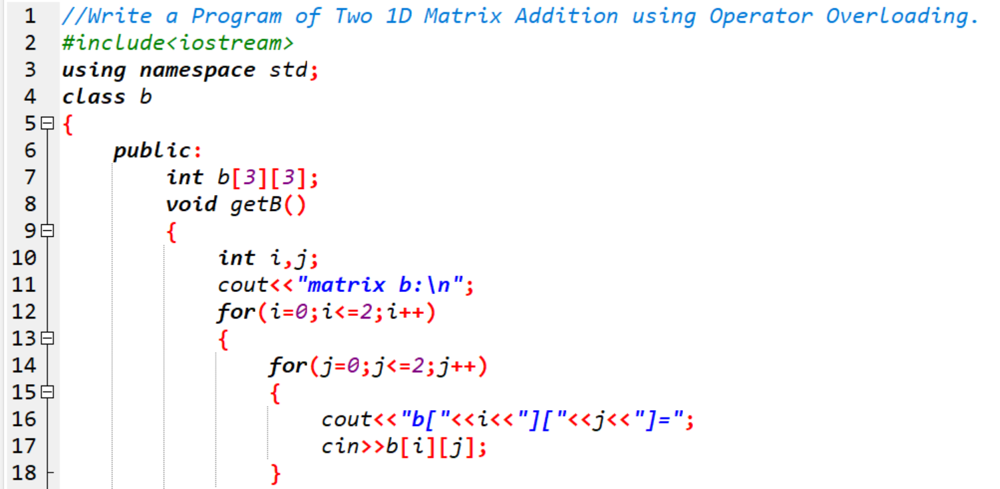 1 //Write a Program of Two 1D Matrix Addition using Operator Overloading.
2 #include<iostream>
3 using namespace std;
4 class b
5 {
6 public:
7 int b[3][3];
8 void getB()
9 {
10 int i,j;
11 cout<<"matrix b:\n";
12 for(i=0;i<=2;i++)
13 {
14 for(j=0;j<=2;j++)
15 {
16 cout<<"b["<<i<<"]["<<j<<"]=";
17 cin>>b[i][j];
18 }